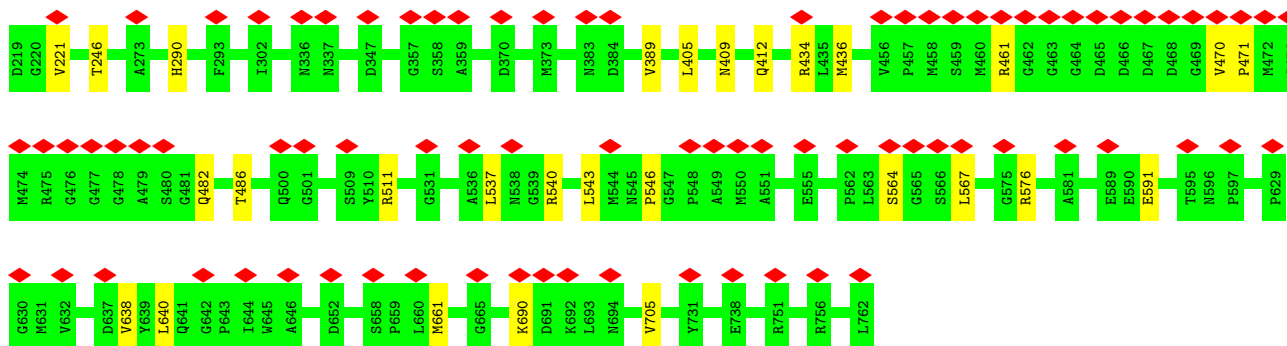 D219 G220 V221 T246 A273 H290 F293 I302 N336 N337 D347 G357 S358 A359 D370 M373 N383 D384 V389 L405 N409 Q412 R434 L435 M436 V456 P457 M458 S459 M460 R461 G462 G463 G464 D465 D466 D467 D468 G469 V470 P471 M472
M474 R475 G476 G477 G478 A479 S480 G481 Q482 T486 Q500 G501 S509 Y510 R511 G531 A536 L537 N538 G539 R540 L543 M544 N545 P546 G547 P548 A549 M550 A551 E555 P562 L563 S564 G565 S566 L567 G575 R576 A581 E589 E590 E591 T595 N596 P597 P629
G630 M631 V632 D637 V638 Y639 L640 Q641 G642 P643 I644 W645 A646 D652 S658 P659 L660 M661 G665 K690 D691 K692 L693 N694 V705 Y731 E738 R751 R756 L762